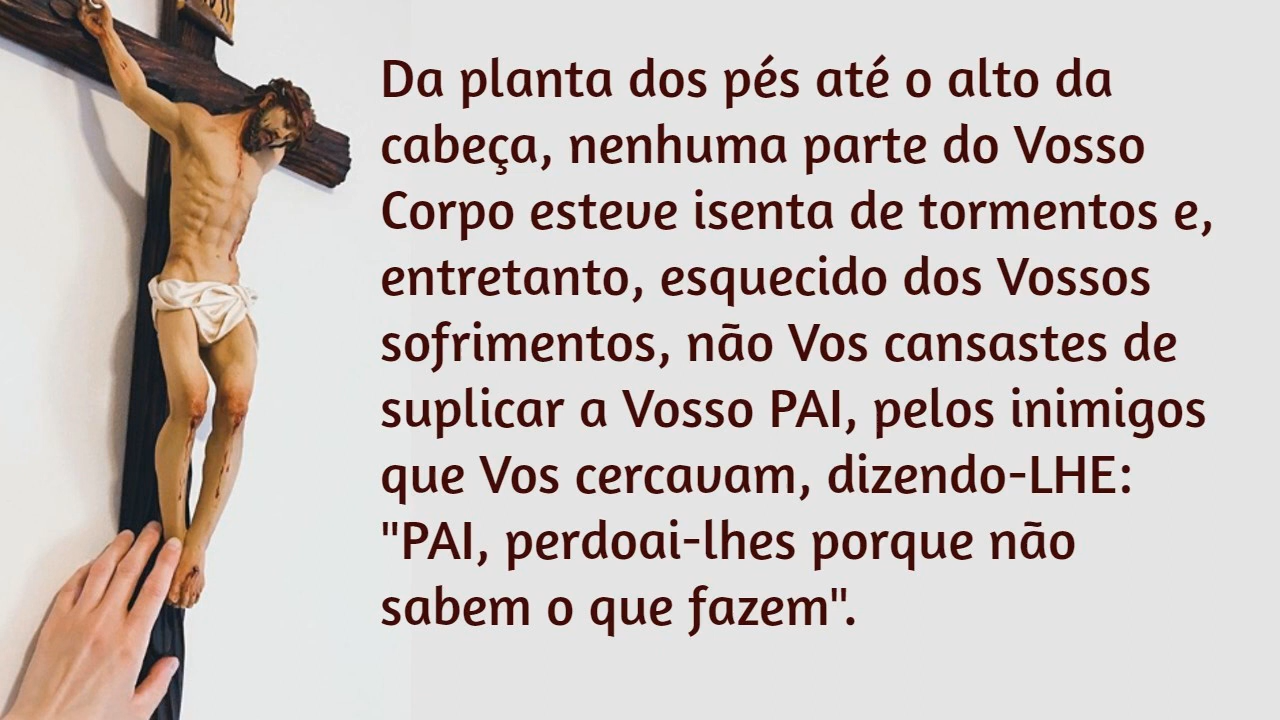 Da planta dos pés até o alto da
cabeça, nenhuma parte do Vosso
Corpo esteve isenta de tormentos e,
entretanto, esquecido dos Vossos
sofrimentos, não Vos cansastes de
suplicar a Vosso PAI, pelos inimigos
que Vos cercavam, dizendo-LHE:
"PAI, perdoai-lhes porque não
sabem o que fazem".